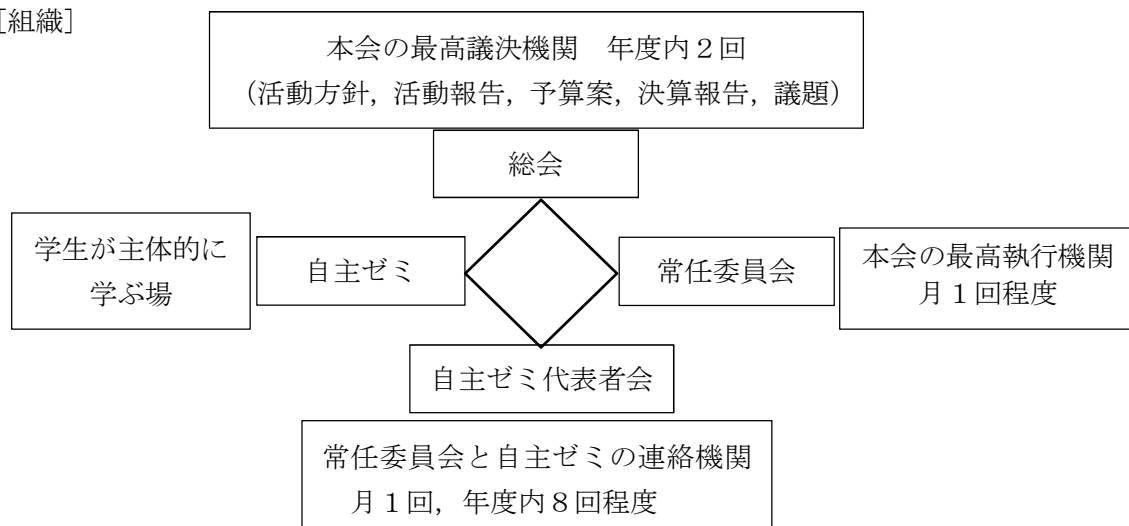 [組織]
本会の最高議決機関　年度内２回
（活動方針，活動報告，予算案，決算報告，議題）
総会
学生が主体的に
学ぶ場
自主ゼミ
常任委員会
本会の最高執行機関
月１回程度
自主ゼミ代表者会
常任委員会と自主ゼミの連絡機関
月１回，年度内８回程度